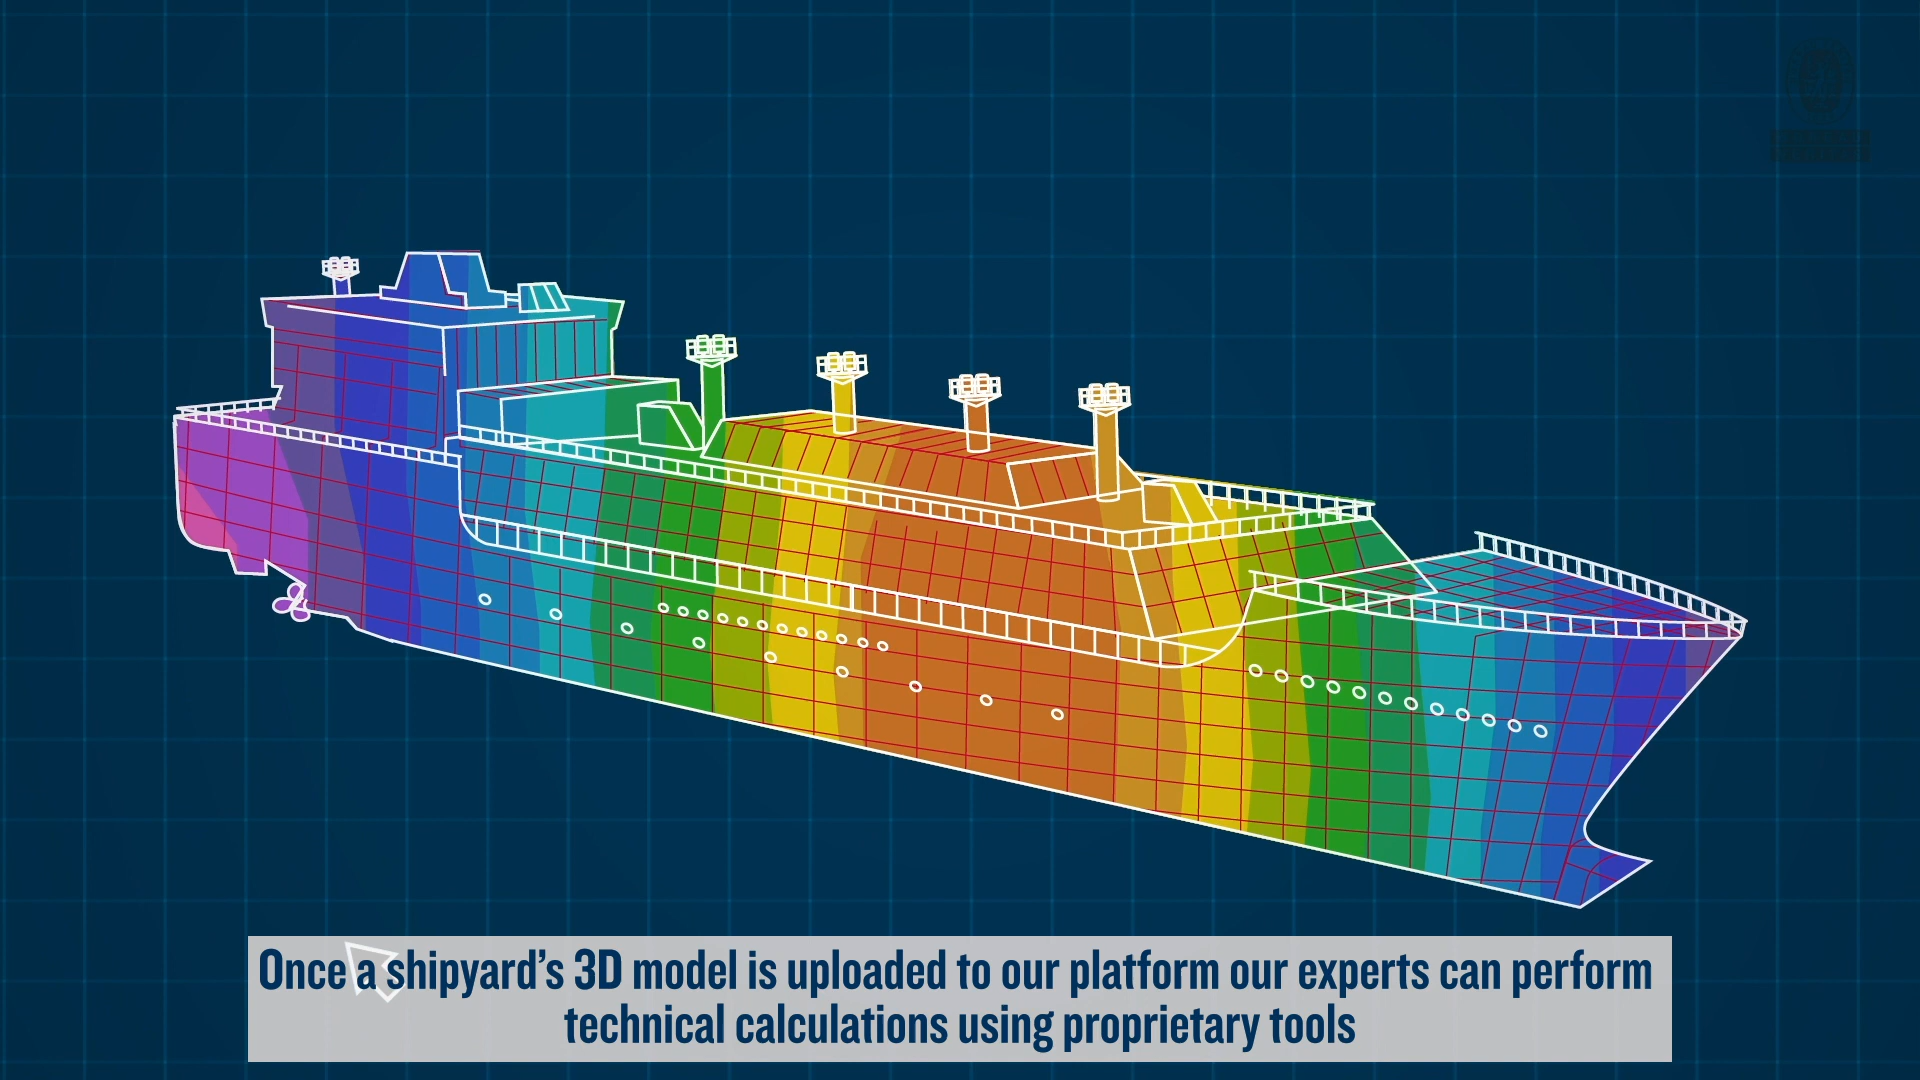 Once a shipyard’s 3D model is uploaded to our platform our experts can perform
technical calculations using proprietary tools